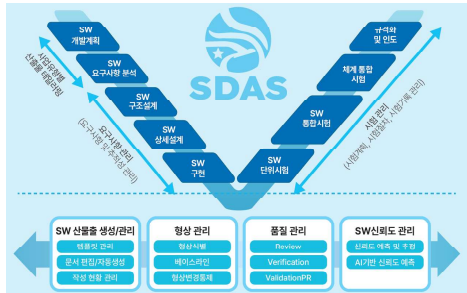 SW
개발계획
SW
요구사항 분석
SW
구조설계
SW
상세설계
SW
구현
SW
단위시험
SW
통합시험
체계 통합
시험
규격화
및 인도
SDAS
사업유형별
산출물 테일러링
요구사항 관리
(요구사항 및 추적성 관리)
시험 관리
(시험계획, 시험절차, 시험기록 관리)
SW 산물출 생성/관리
템플릿 관리
문서 편집/자동생성
작성 현황 관리
형상 관리
형상식별
베이스라인
형상변경통제
품질 관리
Review
Verification
ValidationPR
SW신뢰도 관리
신뢰도 예측 및 추정
AI기반 신뢰도 예측